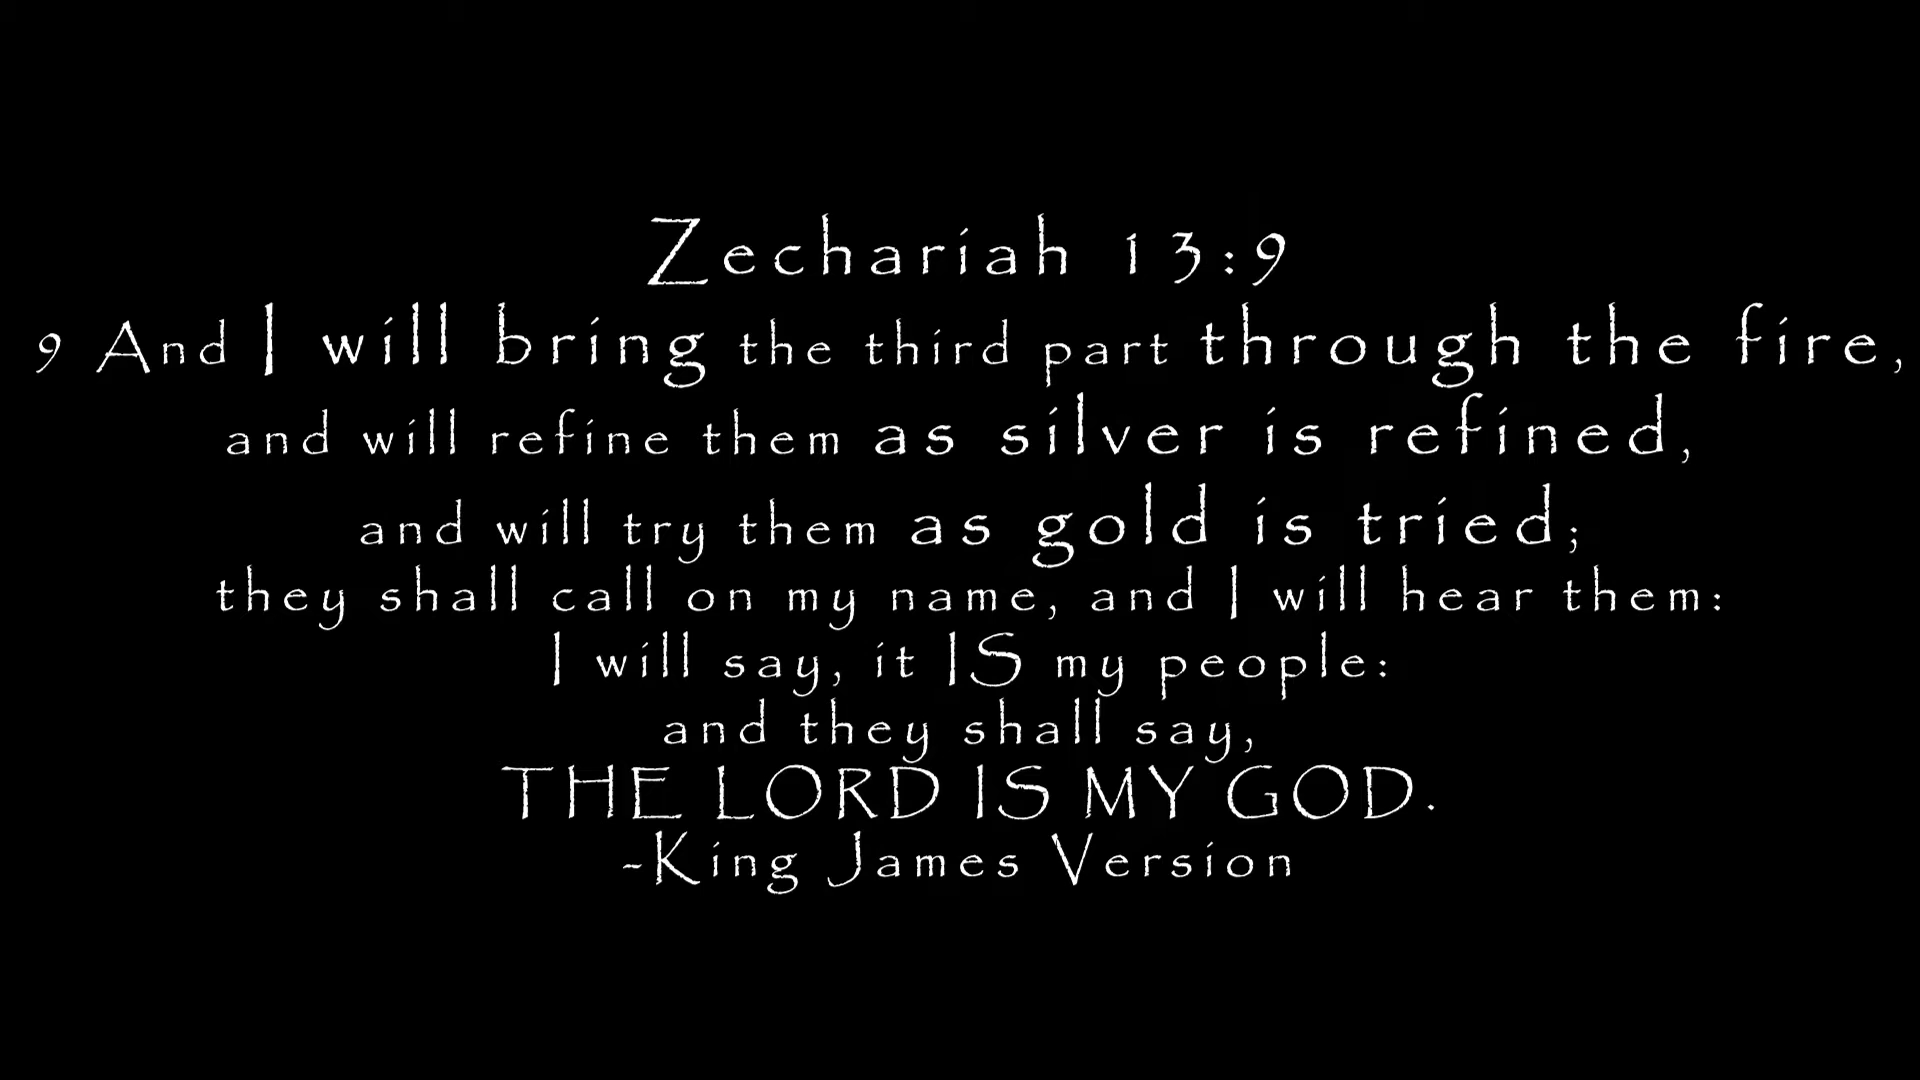 Zechariah 13:9
9 And I will bring the third part through the fire,
and will refine them as silver is refined,
and will try them as gold is tried;
they shall call on my name, and I will hear them:
I will say, it IS my people:
and they shall say,
THE LORD IS MY GOD.
-King James Version